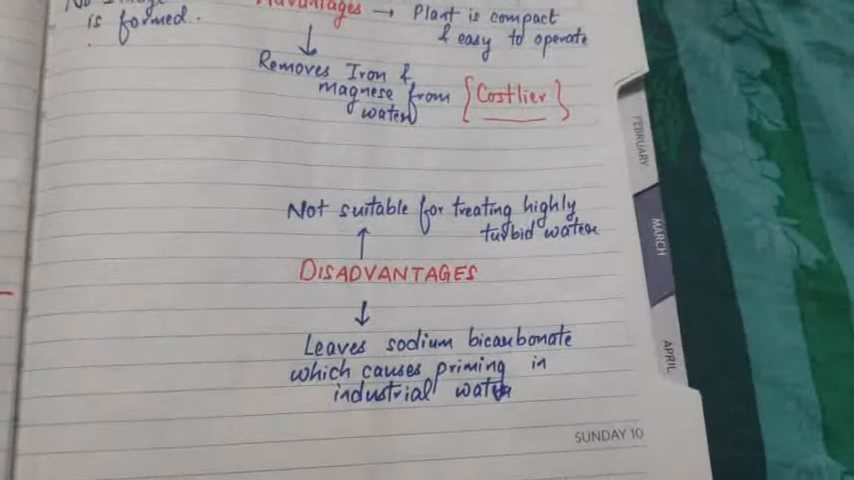 is formed.
Advantages → Plant is compact
& easy to operate
↓
Removes Iron &
magnese from
water
{Costlier}
Not suitable for treating highly
turbid water
↑
DISADVANTAGES
↓
Leaves sodium bicarbonate
which causes priming in
industrial water
SUNDAY 10
FEBRUARY
MARCH
APRIL